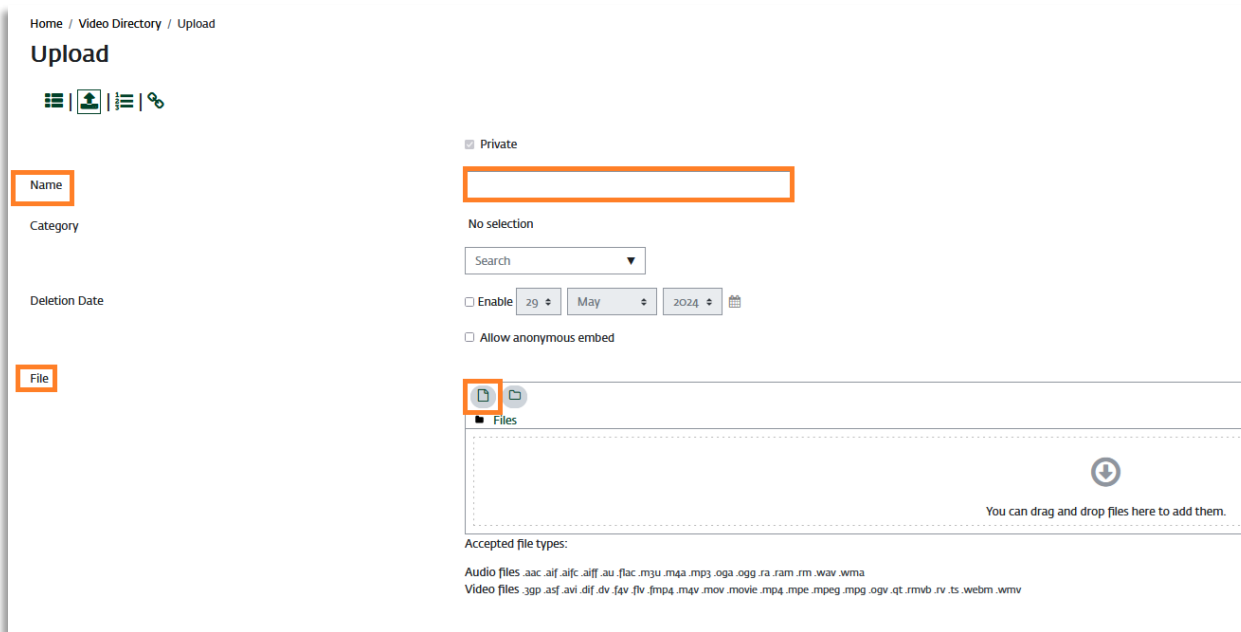 Home / Video Directory / Upload
Upload
Private
Name
Category
No selection
Search
Deletion Date
Enable 29 May 2024
Allow anonymous embed
File
Files
You can drag and drop files here to add them.
Accepted file types:
Audio files .aac .aif .aifc .aiff .au .flac .m3u .m4a .mp3 .oga .ogg .ra .ram .rm .wav .wma
Video files .3gp .asf .avi .dif .dv .f4v .flv .fmp4 .m4v .mov .movie .mp4 .mpe .mpeg .mpg .ogv .qt .rmvb .rv .ts .webm .wmv